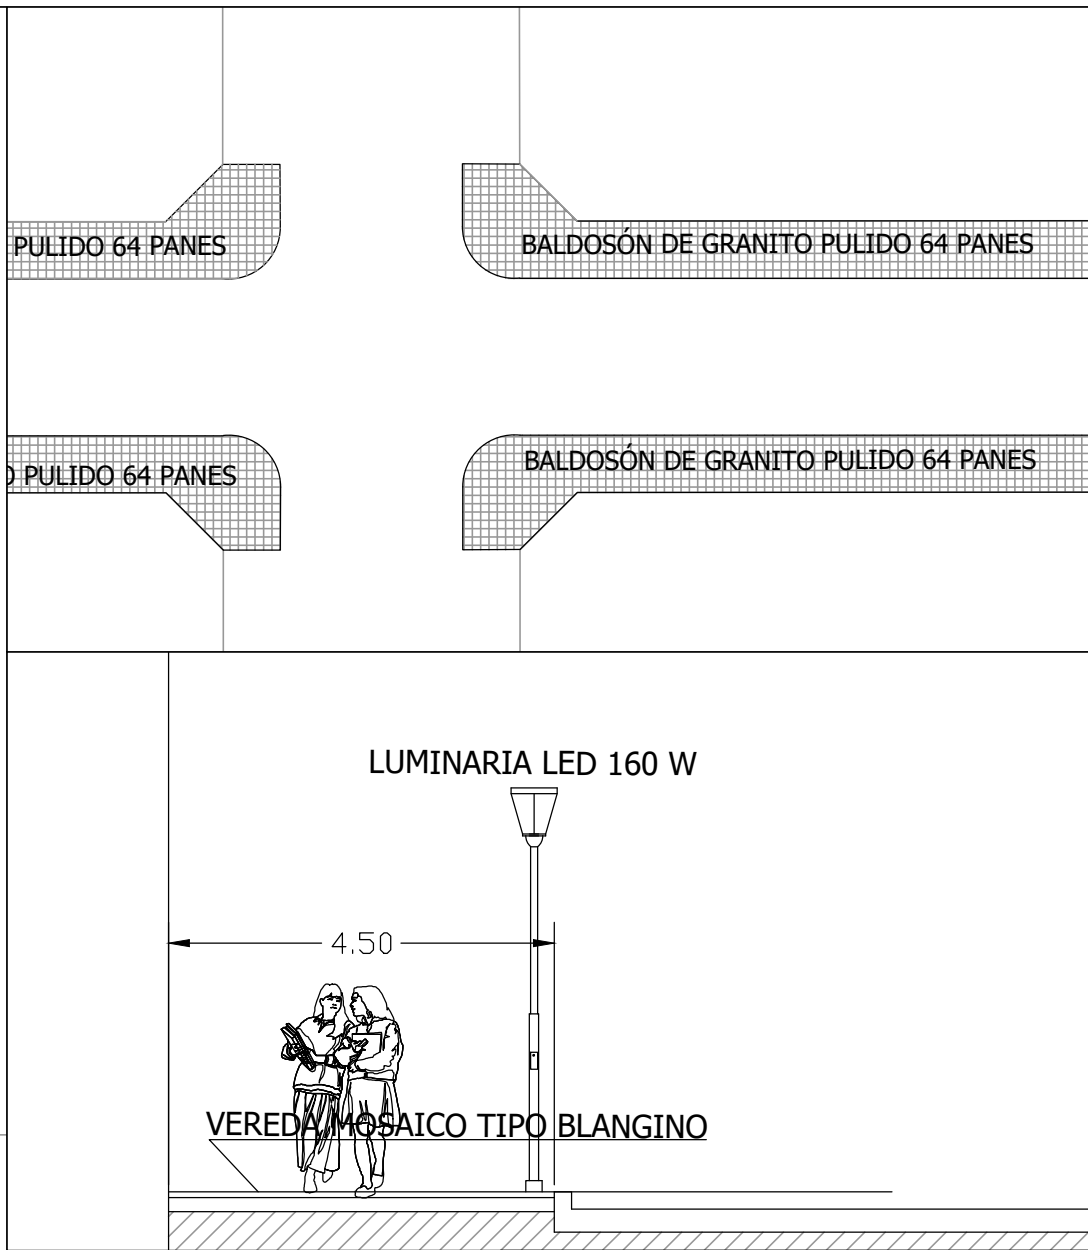 PULIDO 64 PANES
BALDOSÓN DE GRANITO PULIDO 64 PANES
PULIDO 64 PANES
BALDOSÓN DE GRANITO PULIDO 64 PANES
LUMINARIA LED 160 W
4.50
VEREDA MOSAICO TIPO BLANGINO